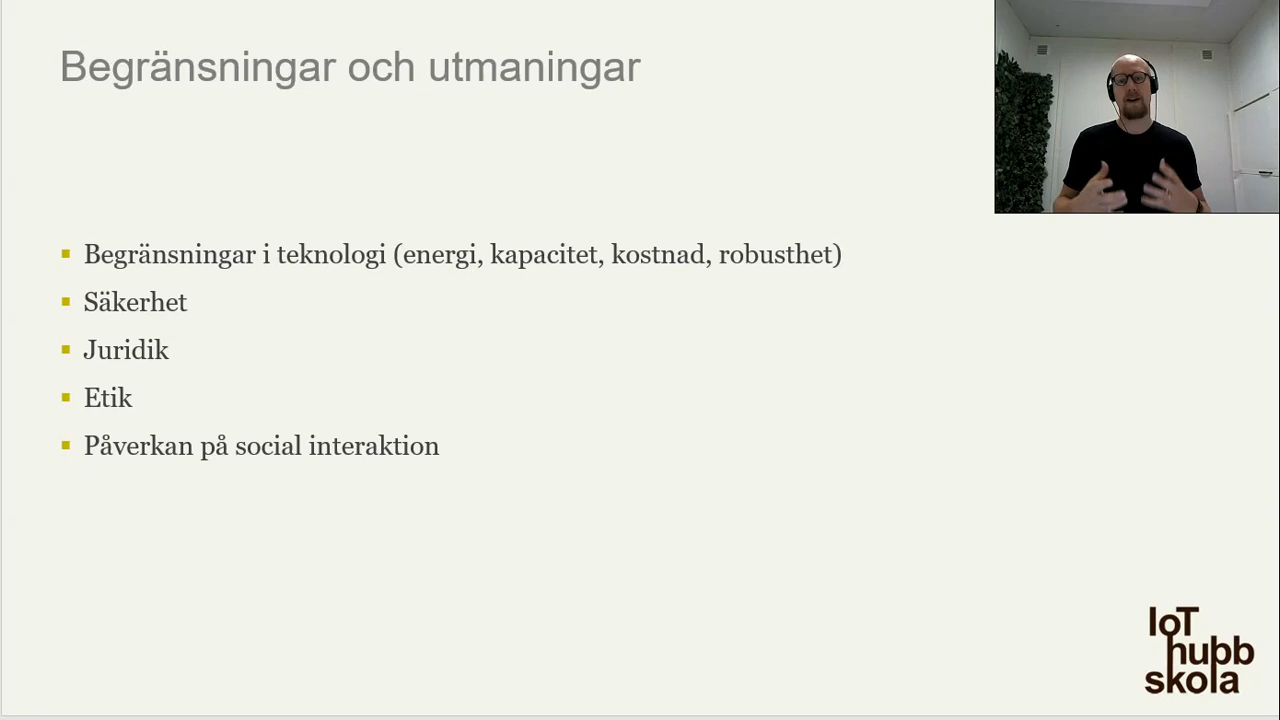 Begränsningar och utmaningar
Begränsningar i teknologi (energi, kapacitet, kostnad, robusthet)
Säkerhet
Juridik
Etik
Påverkan på social interaktion
IoT
hubb
skola